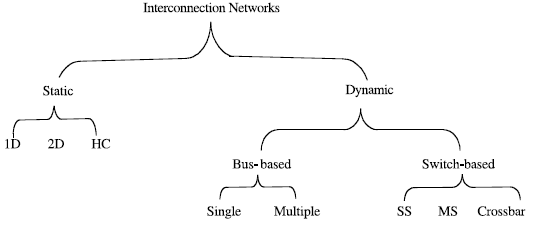 Interconnection Networks
Static
Dynamic
1D 2D HC
Bus-based
Switch-based
Single Multiple
SS MS Crossbar